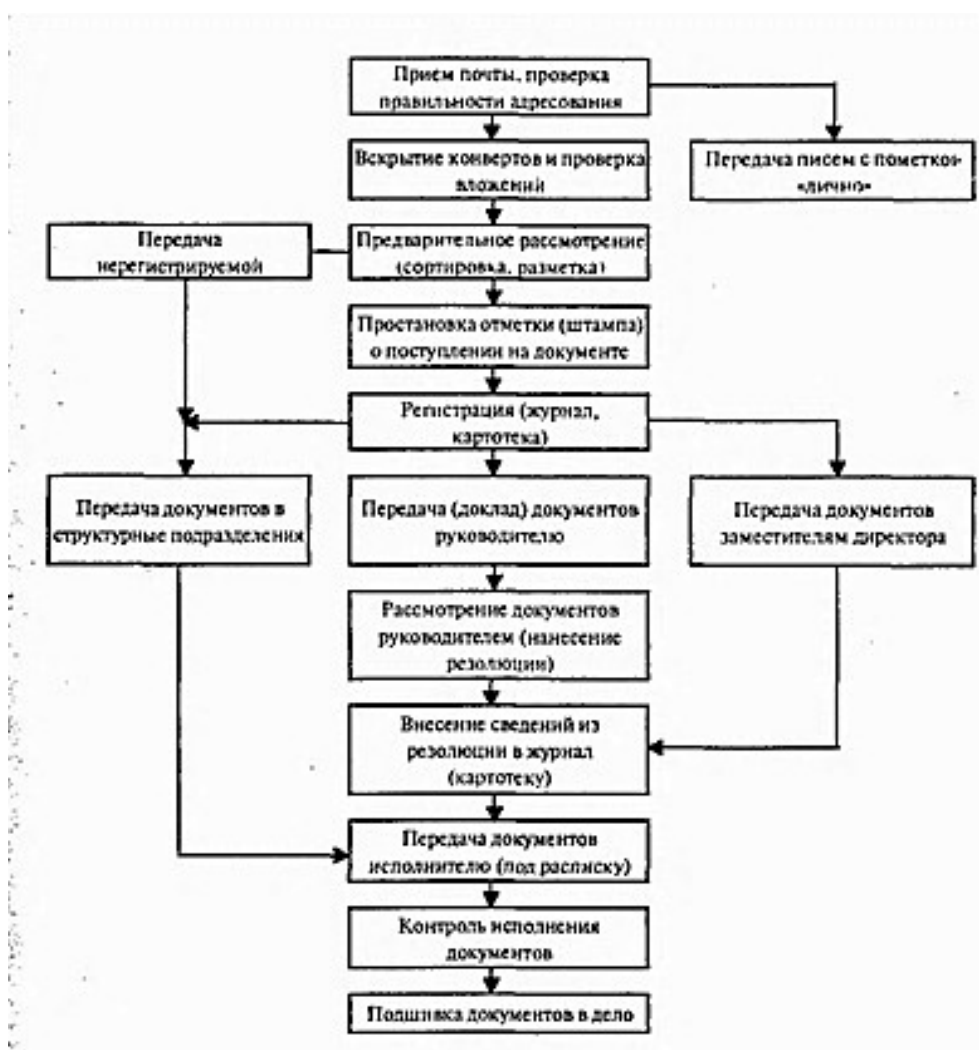 Прием почты, проверка
правильности адресования
Вскрытие конвертов и проверка
вложений
Передача писем с пометкой
«лично»
Передача
нерегистрируемой
Предварительное рассмотрение
(сортировка, разметка)
Простановка отметки (штампа)
о поступлении на документе
Регистрация (журнал,
картотека)
Передача документов в
структурные подразделения
Передача (доклад) документов
руководителю
Передача документов
заместителям директора
Рассмотрение документов
руководителем (нанесение
резолюции)
Внесение сведений из
резолюции в журнал
(картотеку)
Передача документов
исполнителю (под расписку)
Контроль исполнения
документов
Подшивка документов в дело